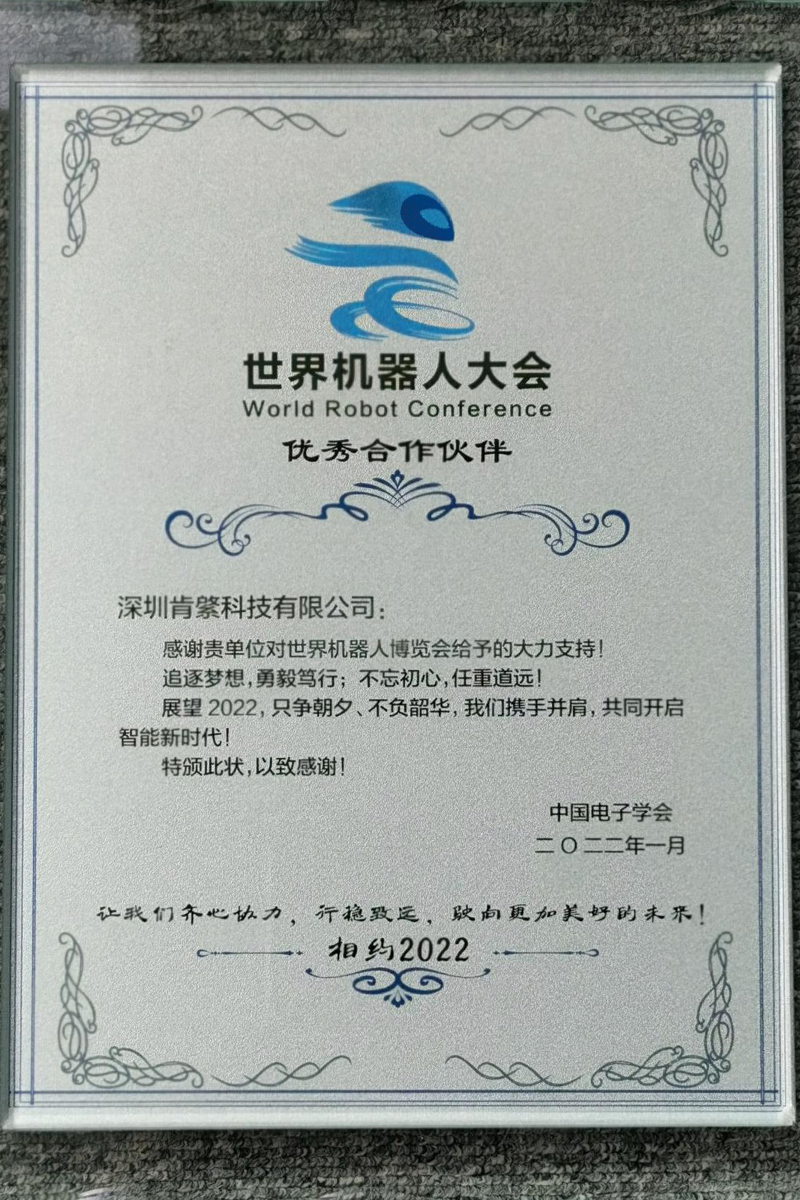 世界机器人大会
World Robot Conference
优秀合作伙伴
深圳肯綮科技有限公司：
感谢贵单位对世界机器人博览会给予的大力支持！
追逐梦想，勇毅笃行；不忘初心，任重道远！
展望 2022，只争朝夕、不负韶华，我们携手并肩，共同开启
智能新时代！
特颁此状，以致感谢！
中国电子学会
二〇二二年一月
让我们齐心协力，行稳致远，驶向更加美好的未来！
相约2022